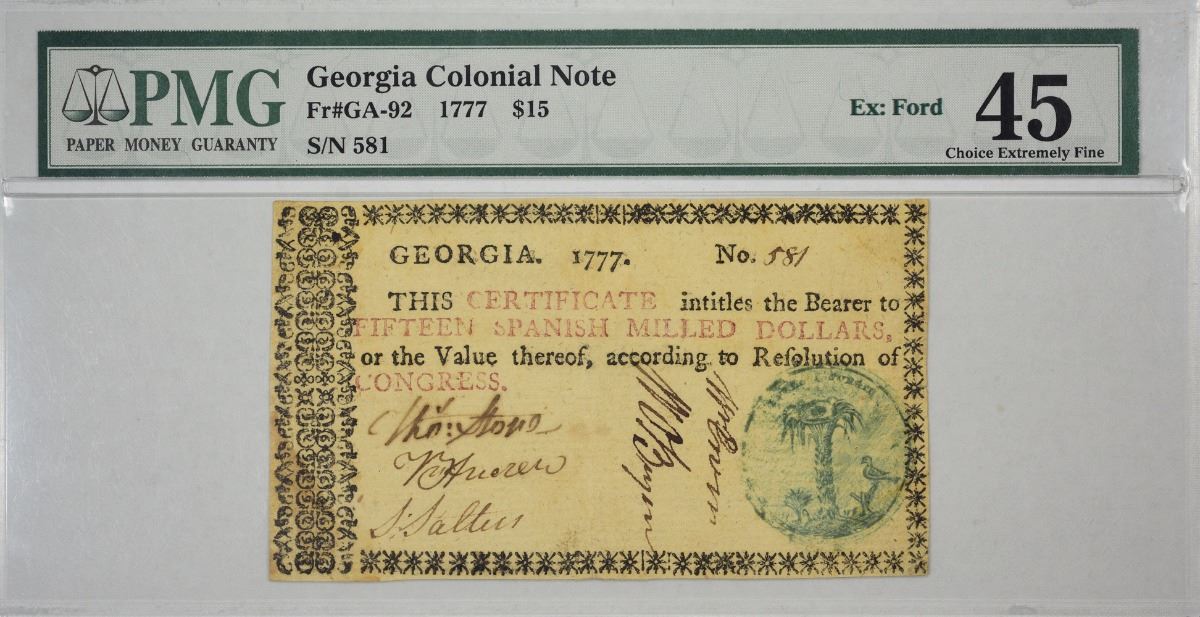 PMG
PAPER MONEY GUARANTY
Georgia Colonial Note
Fr#GA-92 1777 $15
S/N 581
Ex: Ford
45
Choice Extremely Fine
GEORGIA. 1777. No. 581
THIS CERTIFICATE intitles the Bearer to
FIFTEEN SPANISH MILLED DOLLARS,
or the Value thereof, according to Reſolution of
CONGRESS.
Thos: Stone